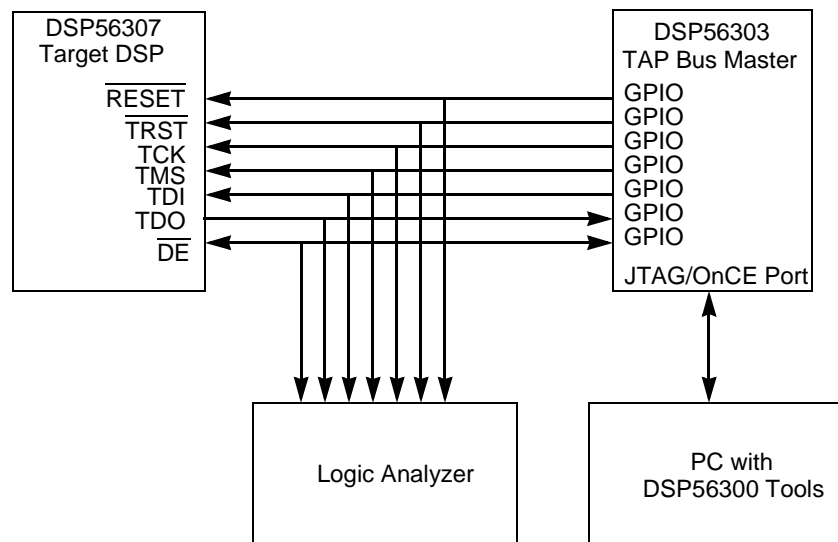 DSP56307
Target DSP
RESET
TRST
TCK
TMS
TDI
TDO
DE
DSP56303
TAP Bus Master
GPIO
GPIO
GPIO
GPIO
GPIO
GPIO
GPIO
JTAG/OnCE Port
Logic Analyzer
PC with
DSP56300 Tools